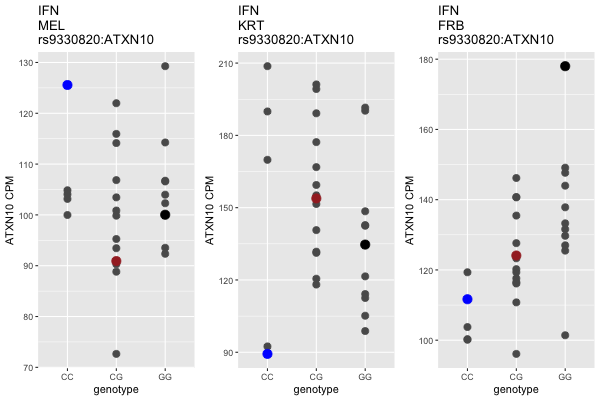 IFN
MEL
rs9330820:ATXN10
ATXN10 CPM
130
120
110
100
90
80
70
CC
CG
GG
genotype
IFN
KRT
rs9330820:ATXN10
ATXN10 CPM
210
180
150
120
90
CC
CG
GG
genotype
IFN
FRB
rs9330820:ATXN10
ATXN10 CPM
180
160
140
120
100
CC
CG
GG
genotype